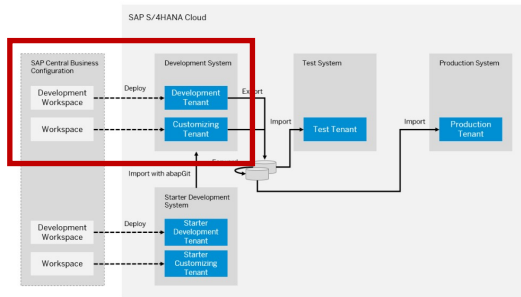 SAP S/4HANA Cloud
SAP Central Business
Configuration
Development
Workspace
Workspace
Deploy
Development System
Development
Tenant
Customizing
Tenant
Export
Test System
Import
Test Tenant
Production System
Import
Production
Tenant
Import with abapGit
Starter Development
System
Development
Workspace
Workspace
Deploy
Starter
Development
Tenant
Starter
Customizing
Tenant